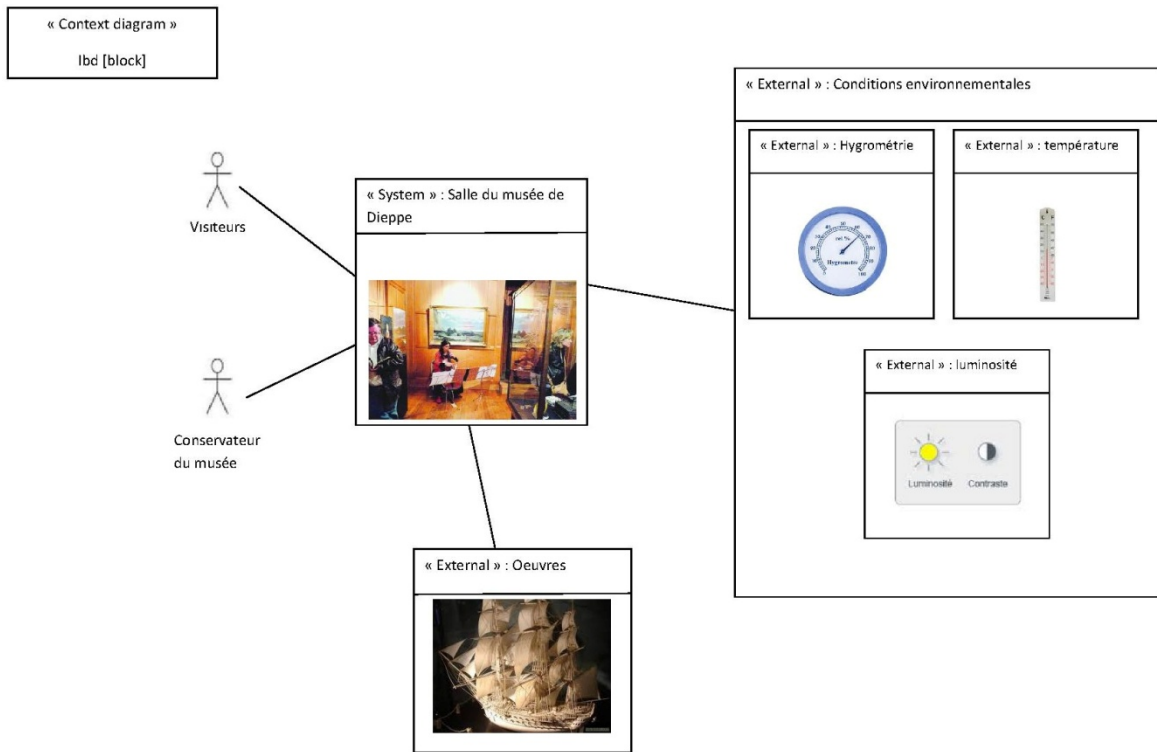 « Context diagram »
Ibd [block]
« External » : Conditions environnementales
« External » : Hygrométrie
« External » : température
« System » : Salle du musée de
Dieppe
Visiteurs
Hygrometrie
« External » : luminosité
Luminosité
Contraste
Conservateur
du musée
« External » : Oeuvres